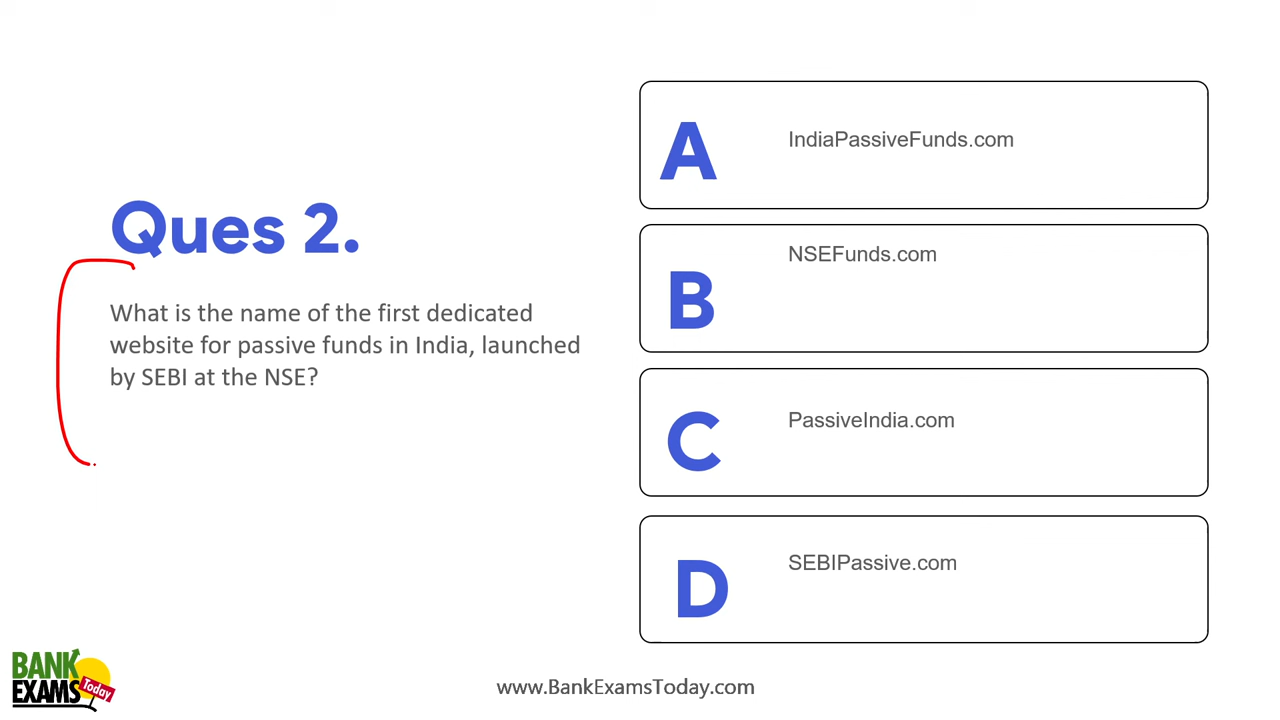 Ques 2.
What is the name of the first dedicated
website for passive funds in India, launched
by SEBI at the NSE?
A
IndiaPassiveFunds.com
B
NSEFunds.com
C
PassiveIndia.com
D
SEBIPassive.com
BANK
EXAMS
Today
www.BankExamsToday.com